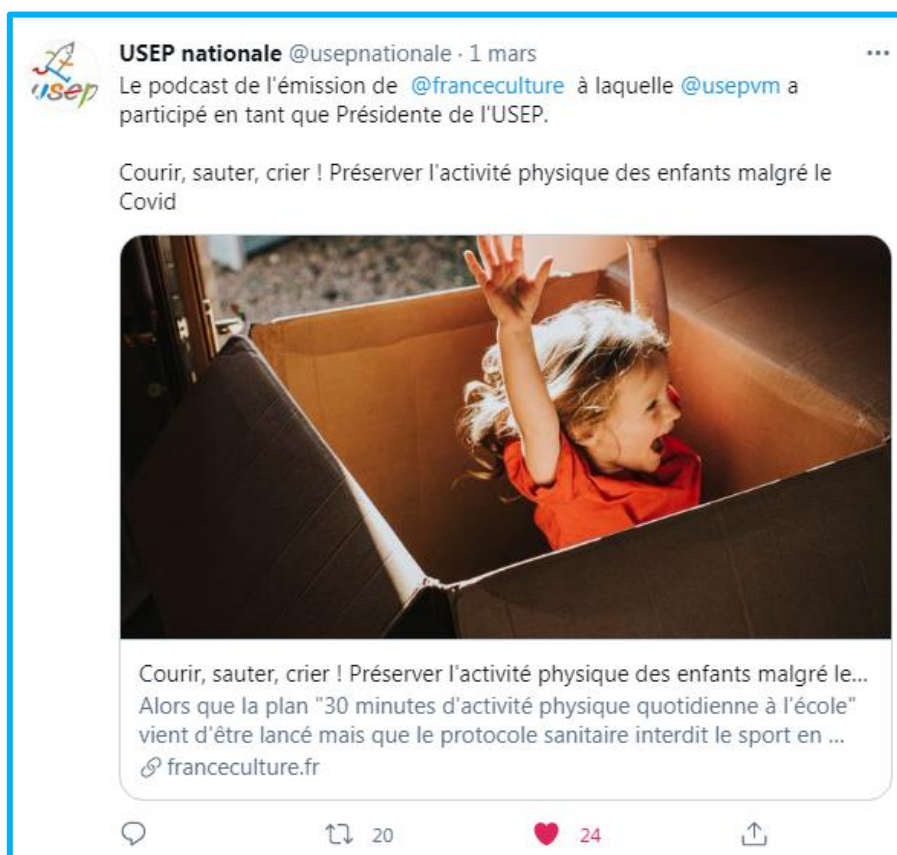 USEP nationale @usepnationale · 1 mars
usep
Le podcast de l'émission de @franceculture à laquelle @usepvm a
participé en tant que Présidente de l'USEP.
Courir, sauter, crier ! Préserver l'activité physique des enfants malgré le
Covid
Courir, sauter, crier ! Préserver l'activité physique des enfants malgré le...
Alors que la plan "30 minutes d'activité physique quotidienne à l'école"
vient d'être lancé mais que le protocole sanitaire interdit le sport en ...
franceculture.fr
20
24